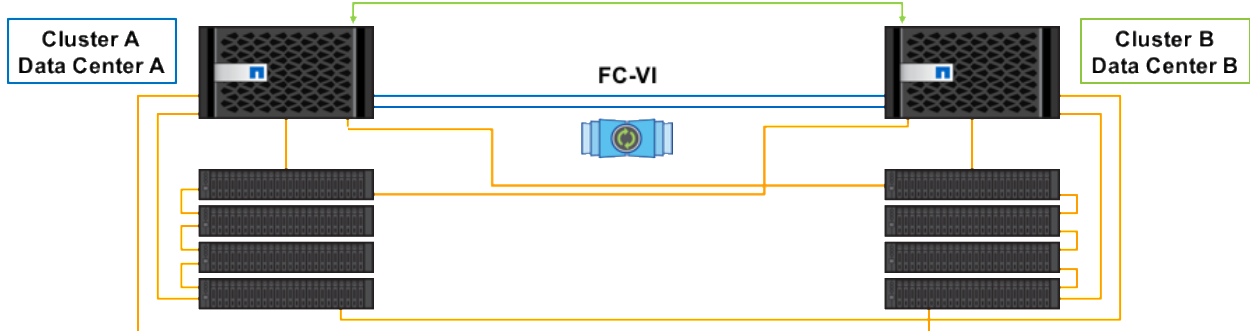 Cluster A
Data Center A
FC-VI
Cluster B
Data Center B